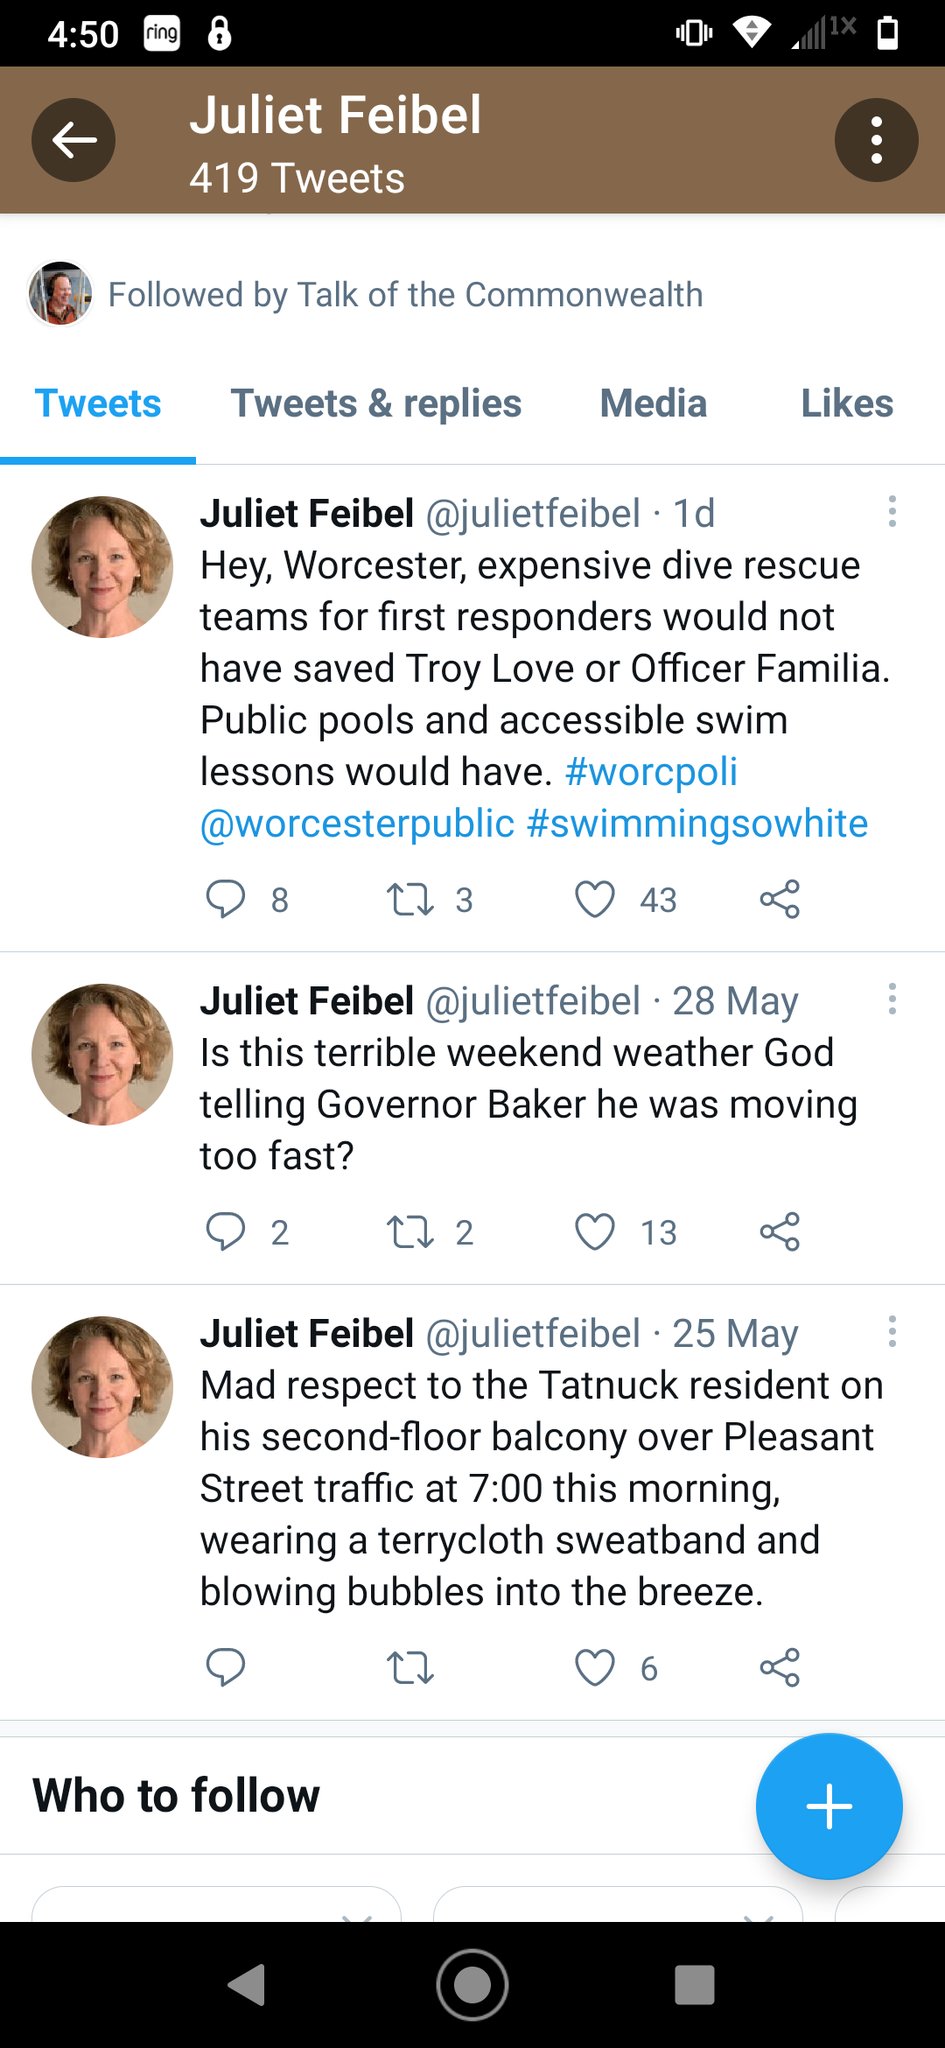 4:50 ring 1X
Juliet Feibel
419 Tweets
Followed by Talk of the Commonwealth
Tweets Tweets & replies Media Likes
Juliet Feibel @julietfeibel · 1d
Hey, Worcester, expensive dive rescue
teams for first responders would not
have saved Troy Love or Officer Familia.
Public pools and accessible swim
lessons would have. #worcpoli
@worcesterpublic #swimmingsowhite
8 3 43
Juliet Feibel @julietfeibel · 28 May
Is this terrible weekend weather God
telling Governor Baker he was moving
too fast?
2 2 13
Juliet Feibel @julietfeibel · 25 May
Mad respect to the Tatnuck resident on
his second-floor balcony over Pleasant
Street traffic at 7:00 this morning,
wearing a terrycloth sweatband and
blowing bubbles into the breeze.
6
Who to follow